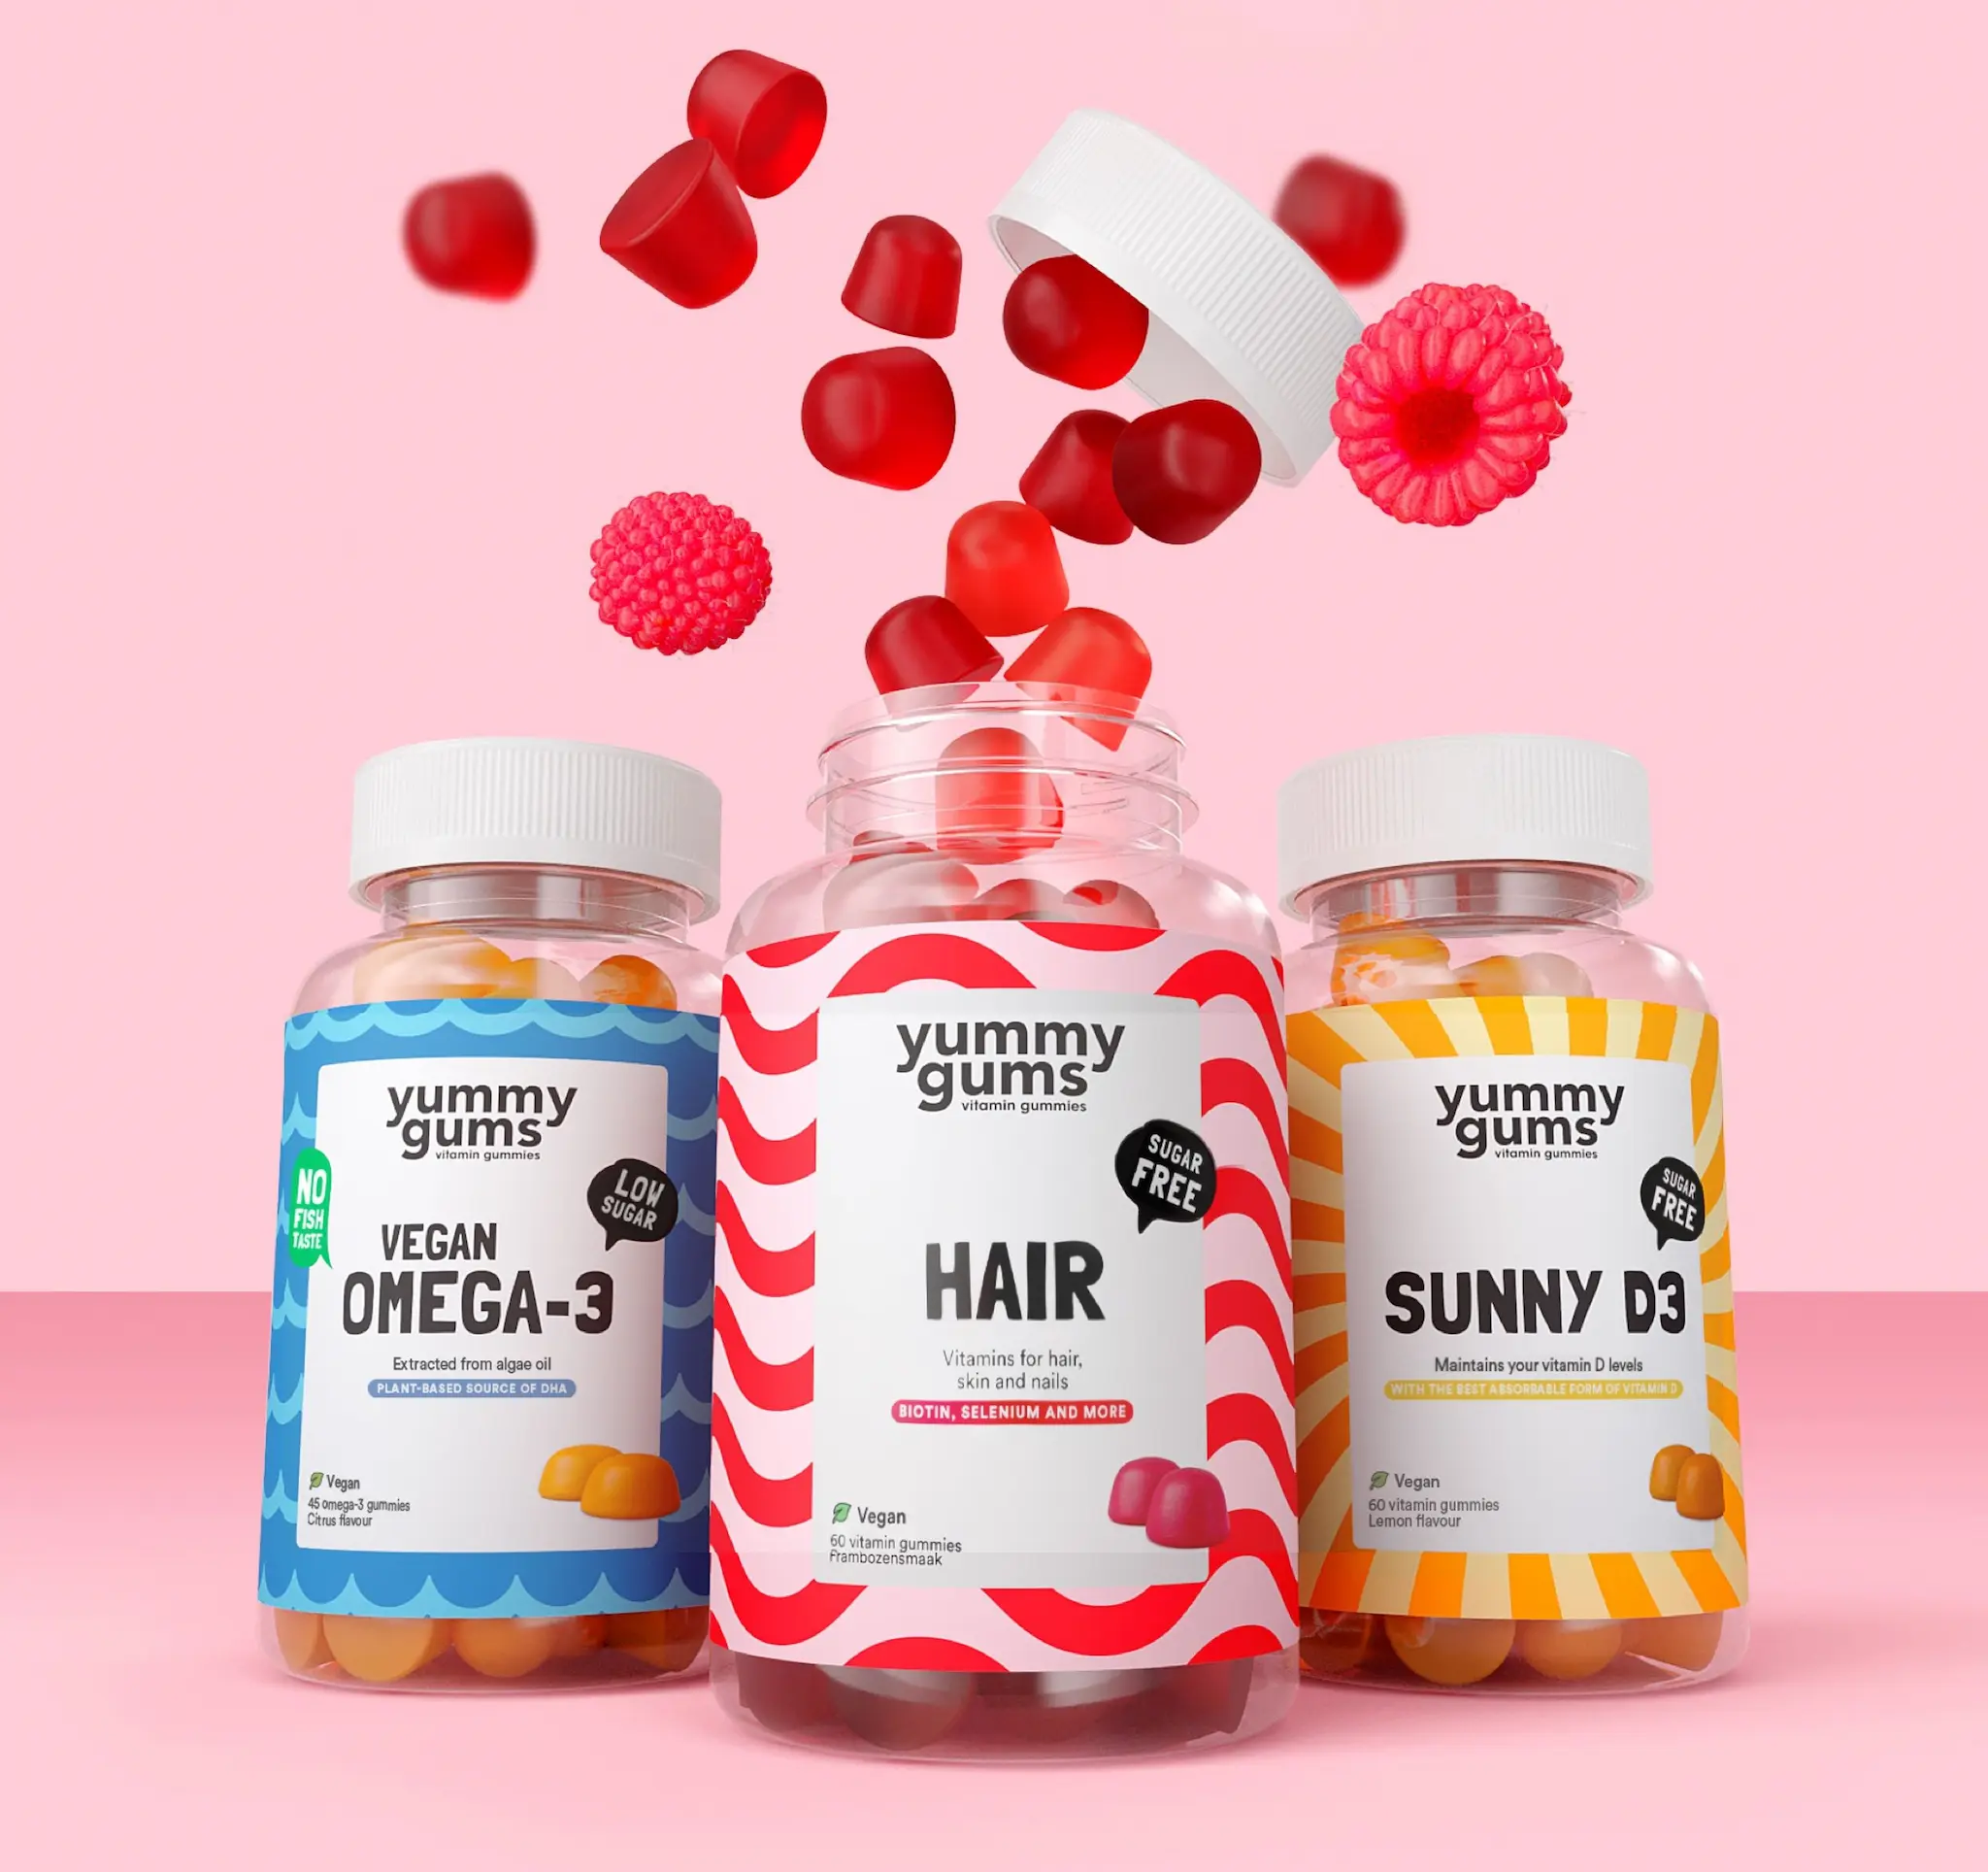 yummy
gums
vitamin gummies
NO
FISH
TASTE
LOW
SUGAR
VEGAN
OMEGA-3
Extracted from algae oil
PLANT-BASED SOURCE OF DHA
Vegan
45 omega-3 gummies
Citrus flavour
yummy
gums
vitamin gummies
SUGAR
FREE
HAIR
Vitamins for hair,
skin and nails
BIOTIN, SELENIUM AND MORE
Vegan
60 vitamin gummies
Frambozensmaak
yummy
gums
vitamin gummies
SUGAR
FREE
SUNNY D3
Maintains your vitamin D levels
WITH THE BEST ABSORBABLE FORM OF VITAMIN D
Vegan
60 vitamin gummies
Lemon flavour